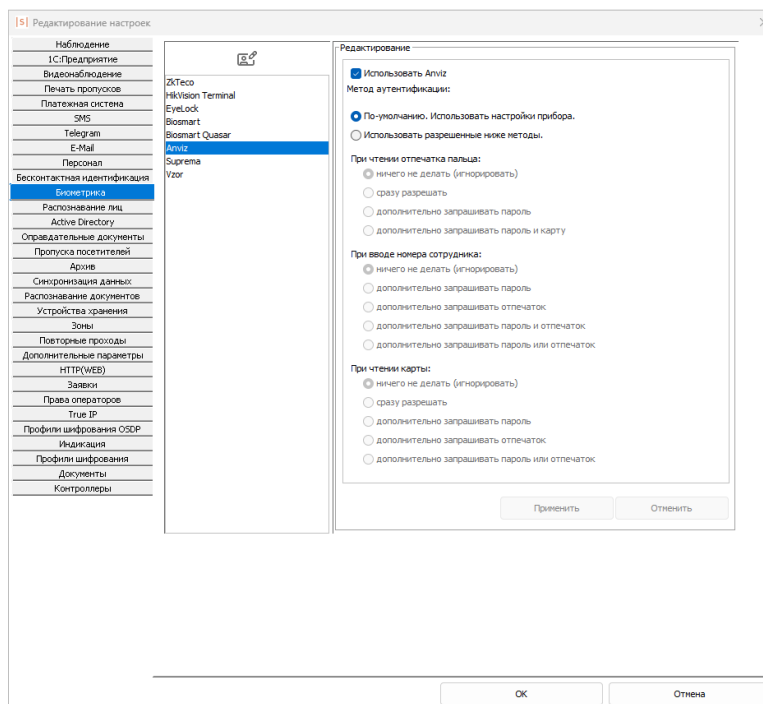 |S| Редактирование настроек
Наблюдение
1С:Предприятие
Видеонаблюдение
Печать пропусков
Платежная система
SMS
Telegram
E-Mail
Персонал
Бесконтактная идентификация
Биометрика
Распознавание лиц
Active Directory
Оправдательные документы
Пропуска посетителей
Архив
Синхронизация данных
Распознавание документов
Устройства хранения
Зоны
Повторные проходы
Дополнительные параметры
HTTP(WEB)
Заявки
Права операторов
True IP
Профили шифрования OSDP
Индикация
Профили шифрования
Документы
Контроллеры
ZkTeco
HikVision Terminal
EyeLock
Biosmart
Biosmart Quasar
Anviz
Suprema
Vzor
Редактирование
Использовать Anviz
Метод аутентификации:
По-умолчанию. Использовать настройки прибора.
Использовать разрешенные ниже методы.
При чтении отпечатка пальца:
ничего не делать (игнорировать)
сразу разрешать
дополнительно запрашивать пароль
дополнительно запрашивать пароль и карту
При вводе номера сотрудника:
ничего не делать (игнорировать)
дополнительно запрашивать пароль
дополнительно запрашивать отпечаток
дополнительно запрашивать пароль и отпечаток
дополнительно запрашивать пароль или отпечаток
При чтении карты:
ничего не делать (игнорировать)
сразу разрешать
дополнительно запрашивать пароль
дополнительно запрашивать отпечаток
дополнительно запрашивать пароль или отпечаток
Применить
Отменить
ОК
Отмена